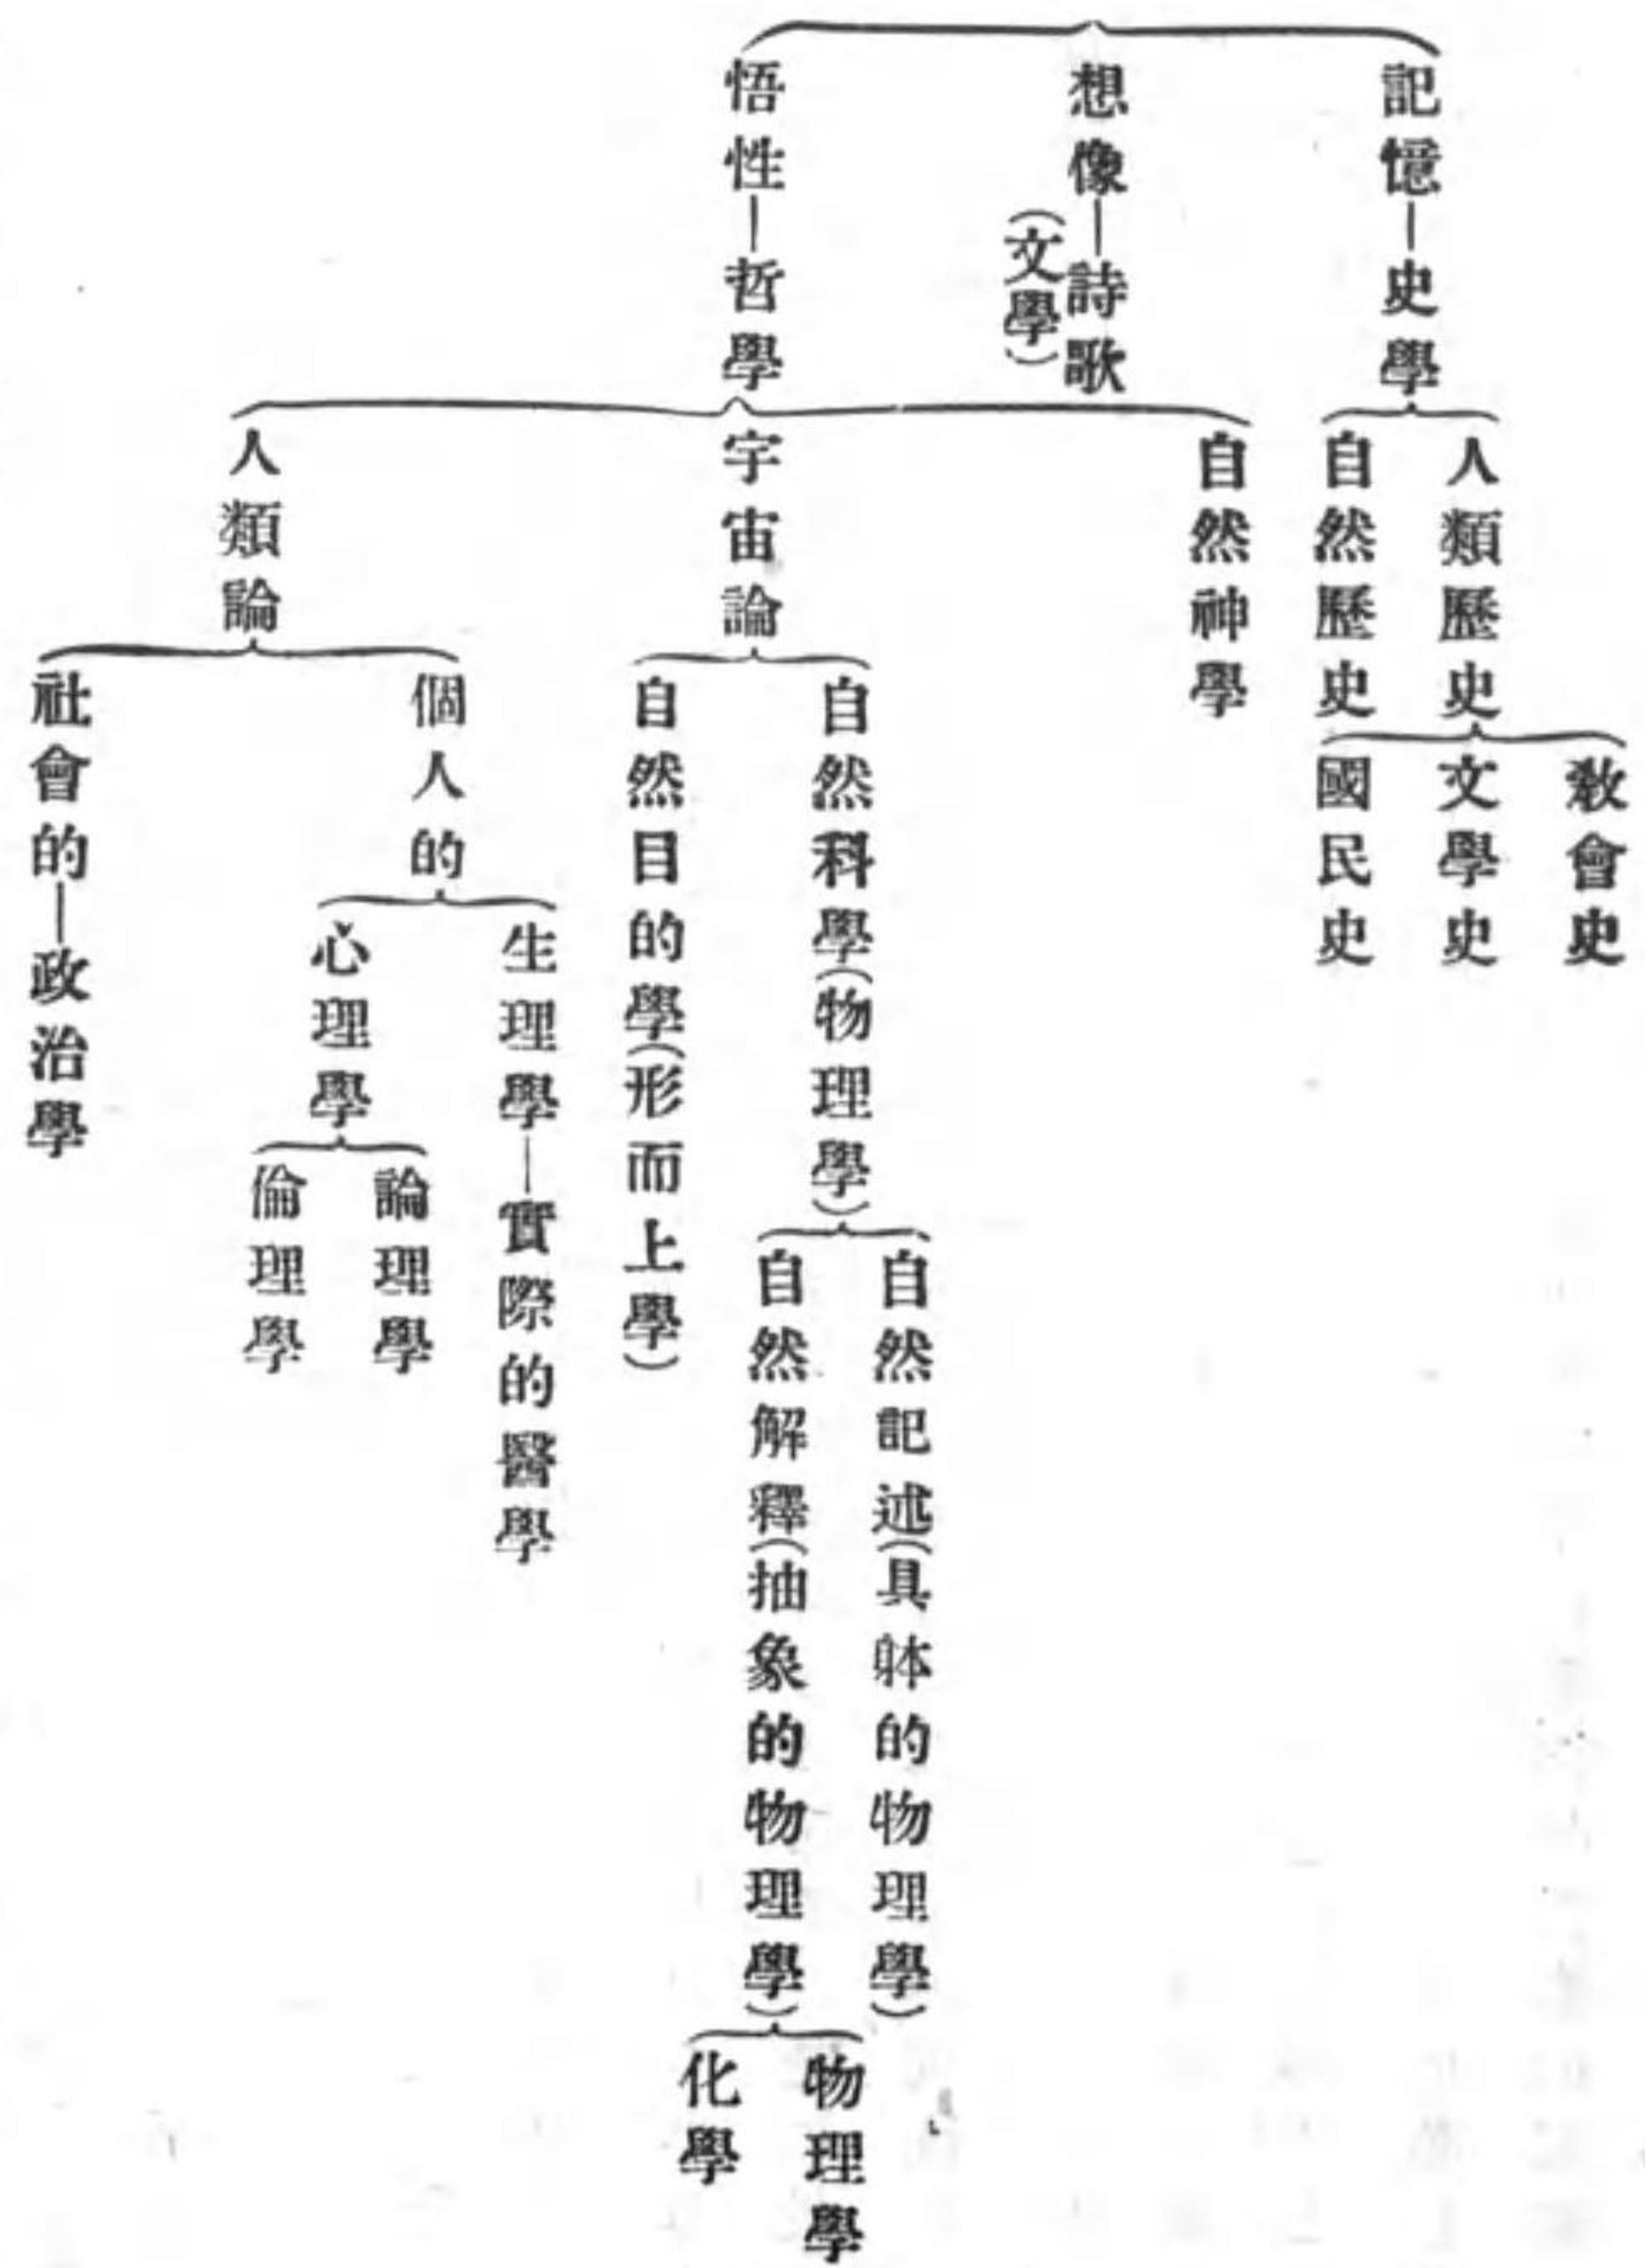 記憶―史學
人類歷史
教會史
文學史
國民史
自然歷史
想像―詩歌
(文學)
悟性―哲學
自然神學
宇宙論
自然科學(物理學)
自然記述(具躰的物理學)
自然解釋(抽象的物理學)
物理學
化學
自然目的學(形而上學)
人類論
個人的
生理學―實際的醫學
心理學
論理學
倫理學
社會的―政治學